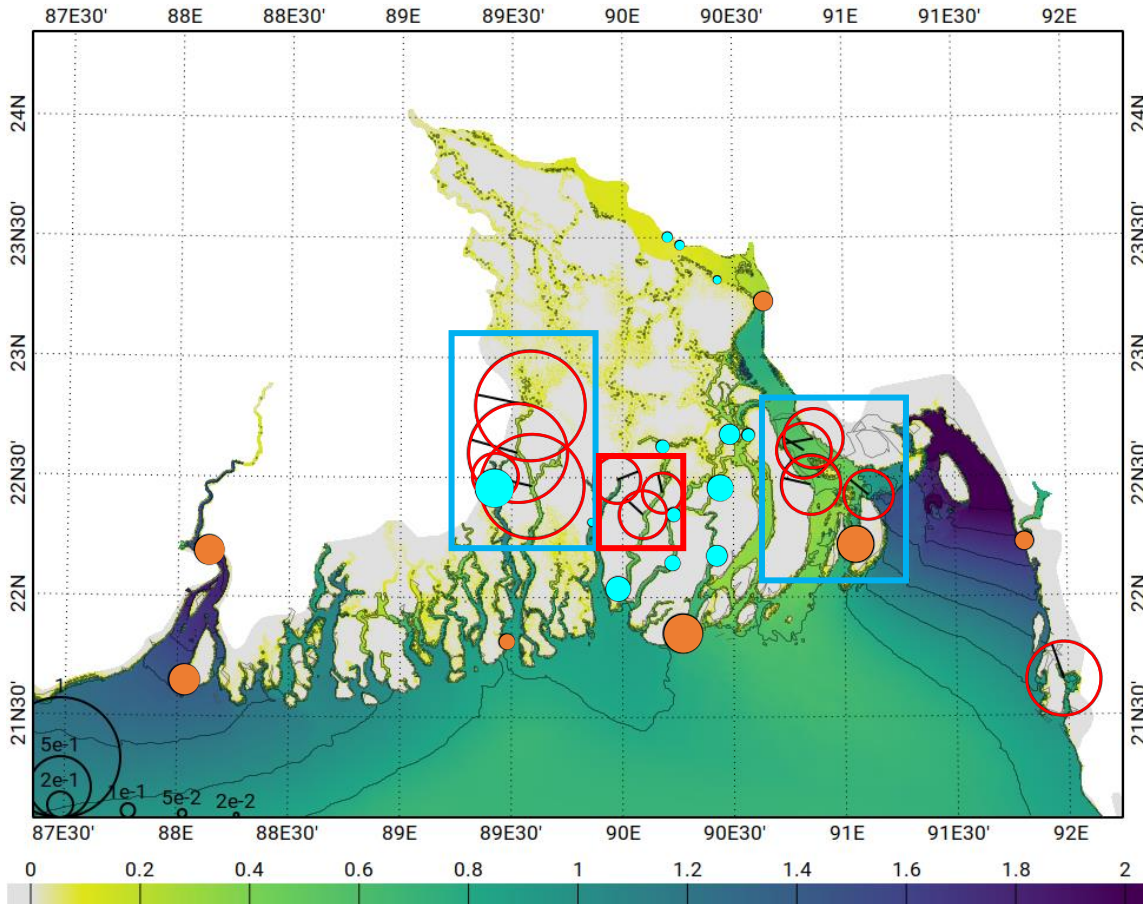 87E30' 88E 88E30' 89E 89E30' 90E 90E30' 91E 91E30' 92E
24N 24N
23N30' 23N30'
23N 23N
22N30' 22N30'
22N 22N
21N30' 21N30'
1
5e-1
2e-1 1e-1 5e-2 2e-2
87E30' 88E 88E30' 89E 89E30' 90E 90E30' 91E 91E30' 92E
0 0.2 0.4 0.6 0.8 1 1.2 1.4 1.6 1.8 2